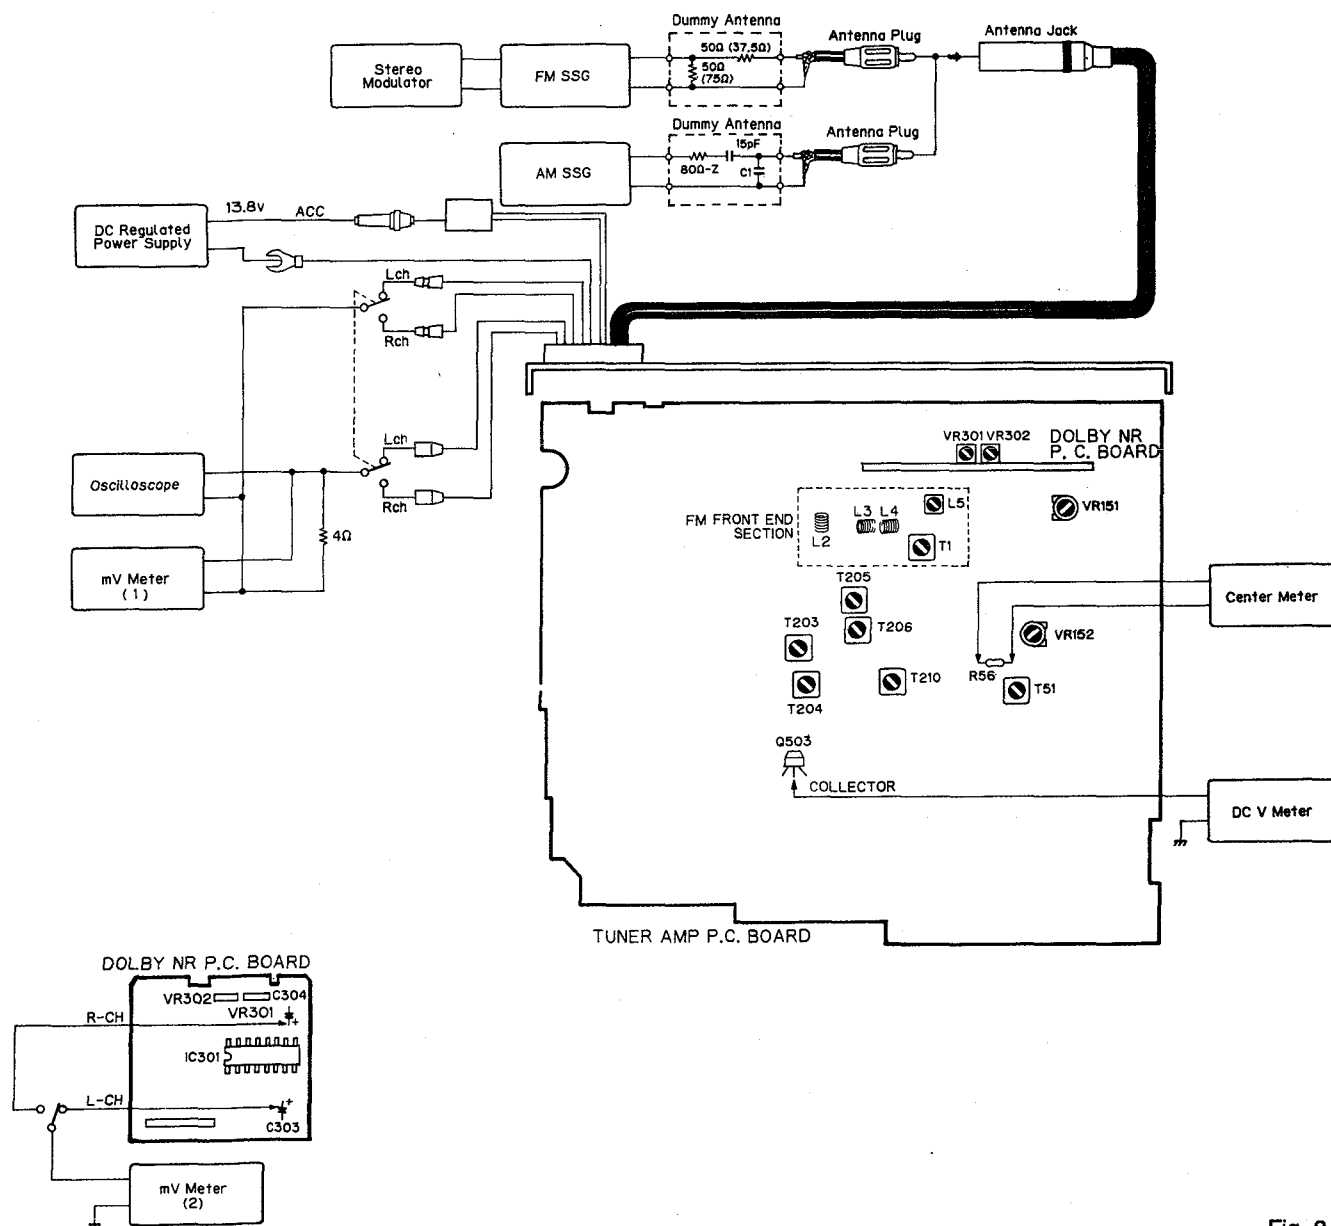 Dummy Antenna
Antenna Plug
Antenna Jack
50Ω (37.5Ω)
50Ω
(75Ω)
Stereo
Modulator
FM SSG
Dummy Antenna
15pF
Antenna Plug
80Ω-Z
C1
AM SSG
13.8v
ACC
DC Regulated
Power Supply
Lch
Rch
Lch
Rch
Oscilloscope
4Ω
mV Meter
(1)
VR301
VR302
DOLBY NR
P. C. BOARD
FM FRONT END
SECTION
L2
L3
L4
L5
T1
VR151
T205
T206
T203
T204
T210
VR152
R56
T51
Center Meter
Q503
COLLECTOR
DC V Meter
TUNER AMP P.C. BOARD
DOLBY NR P.C. BOARD
VR302
C304
VR301
+
R-CH
IC301
L-CH
+
C303
mV Meter
(2)